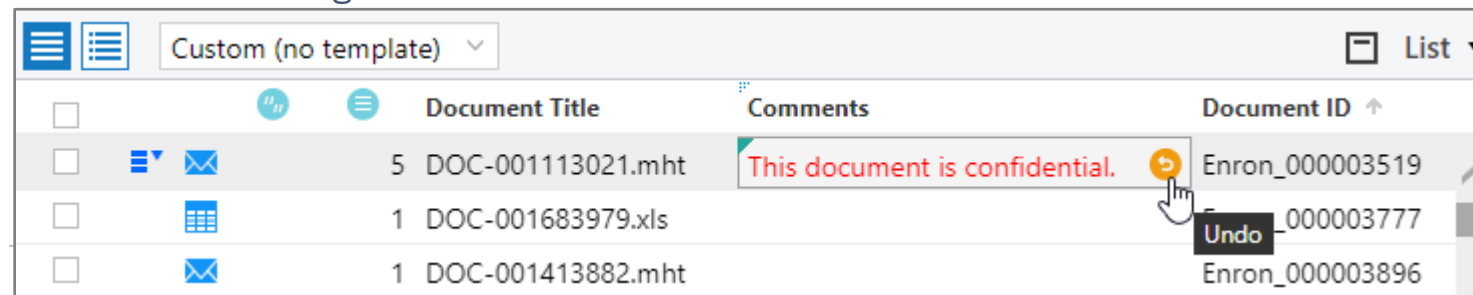 Custom (no template) List
Document Title Comments Document ID
5 DOC-001113021.mht This document is confidential. Enron_000003519
1 DOC-001683979.xls _000003777
Undo
1 DOC-001413882.mht Enron_000003896